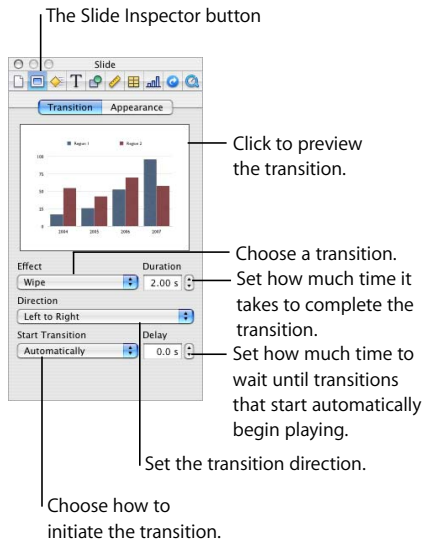 The Slide Inspector button
Slide
T
Transition Appearance
Region 1 Region 2
100
75
50
25
0
2004 2005 2006 2007
Click to preview
the transition.
Effect Duration
Wipe 2.00 s
Direction
Left to Right
Start Transition Delay
Automatically 0.0 s
Choose a transition.
Set how much time it
takes to complete the
transition.
Set how much time to
wait until transitions
that start automatically
begin playing.
Set the transition direction.
Choose how to
initiate the transition.